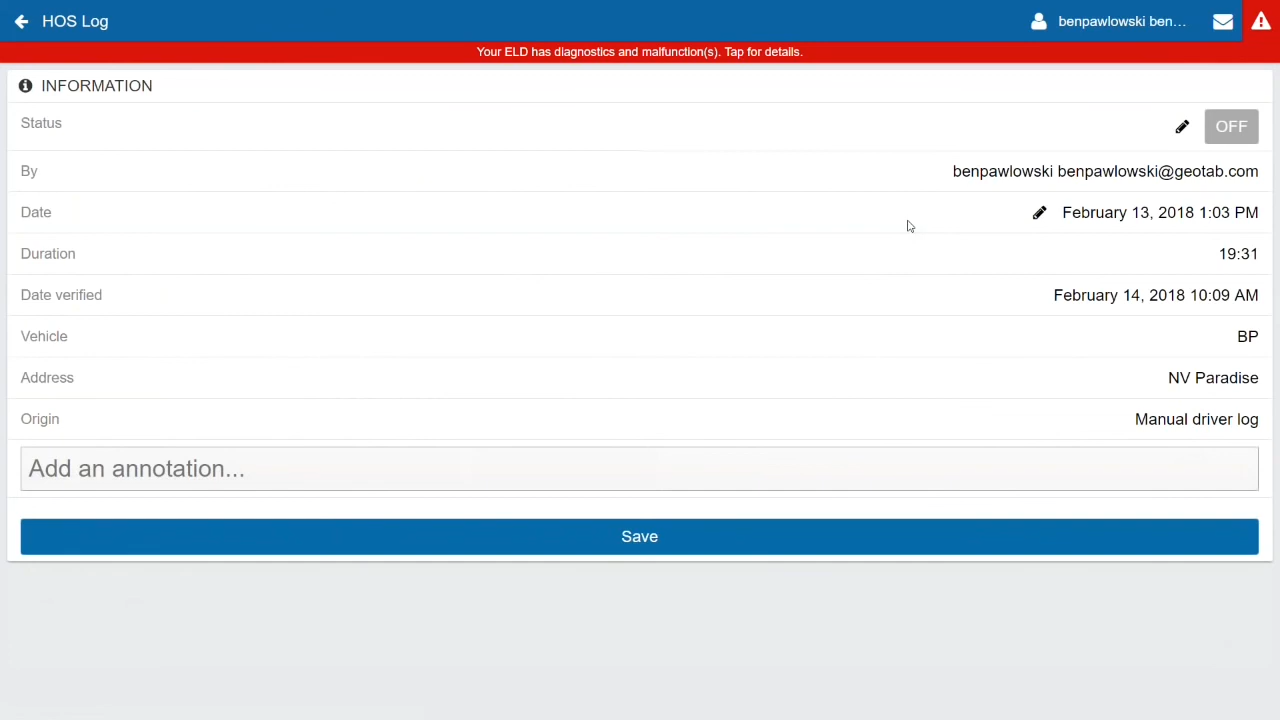 HOS Log
benpawlowski ben...
Your ELD has diagnostics and malfunction(s). Tap for details.
INFORMATION
Status
OFF
By
benpawlowski benpawlowski@geotab.com
Date
February 13, 2018 1:03 PM
Duration
19:31
Date verified
February 14, 2018 10:09 AM
Vehicle
BP
Address
NV Paradise
Origin
Manual driver log
Add an annotation...
Save